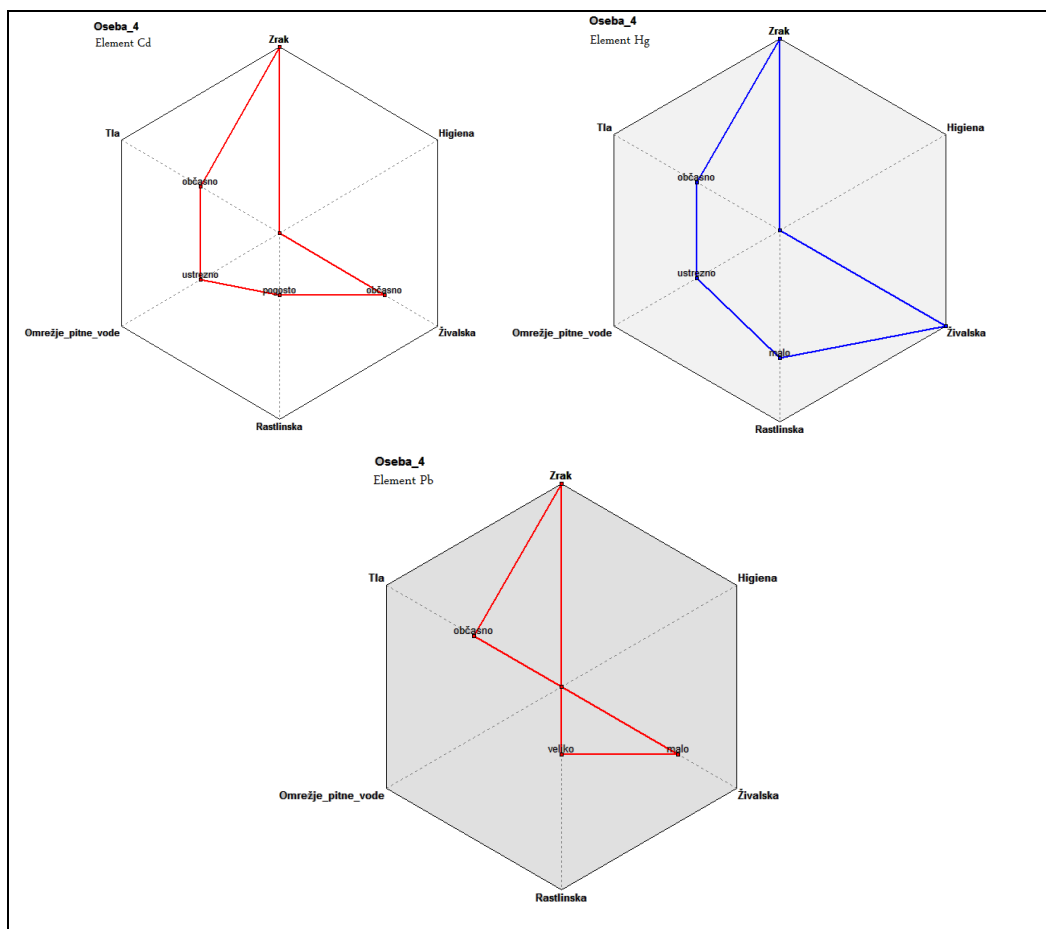 Oseba_4
Element Cd
Zrak
Tla
Higiena
občasno
ustrezno
pogosto
občasno
Omrežje_pitne_vode
Živalska
Rastlinska
Oseba_4
Element Hg
Zrak
Tla
Higiena
občasno
ustrezno
Omrežje_pitne_vode
Živalska
malo
Rastlinska
Oseba_4
Element Pb
Zrak
Tla
Higiena
občasno
veliko
malo
Omrežje_pitne_vode
Živalska
Rastlinska